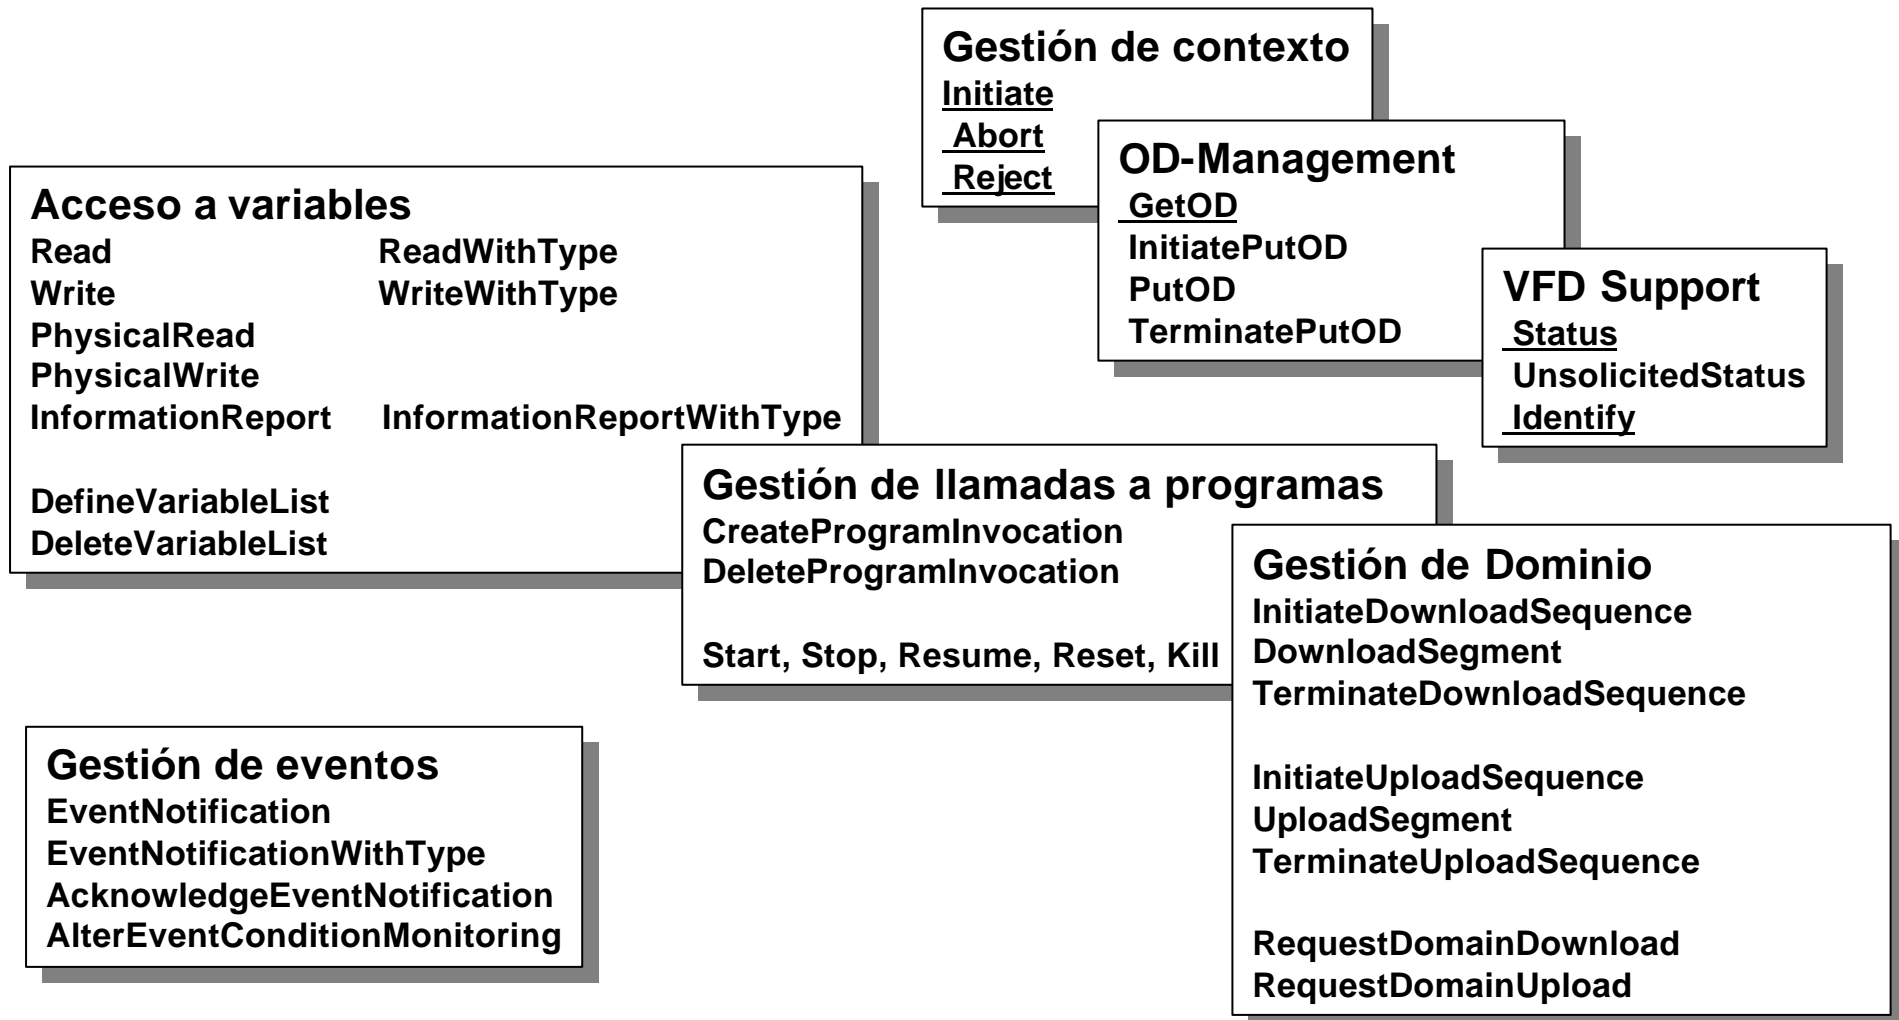 Gestión de contexto
Initiate
Abort
Reject
OD-Management
GetOD
InitiatePutOD
PutOD
TerminatePutOD
VFD Support
Status
UnsolicitedStatus
Identify
Acceso a variables
Read ReadWithType
Write WriteWithType
PhysicalRead
PhysicalWrite
InformationReport InformationReportWithType
DefineVariableList
DeleteVariableList
Gestión de llamadas a programas
CreateProgramInvocation
DeleteProgramInvocation
Start, Stop, Resume, Reset, Kill
Gestión de Dominio
InitiateDownloadSequence
DownloadSegment
TerminateDownloadSequence
InitiateUploadSequence
UploadSegment
TerminateUploadSequence
RequestDomainDownload
RequestDomainUpload
Gestión de eventos
EventNotification
EventNotificationWithType
AcknowledgeEventNotification
AlterEventConditionMonitoring